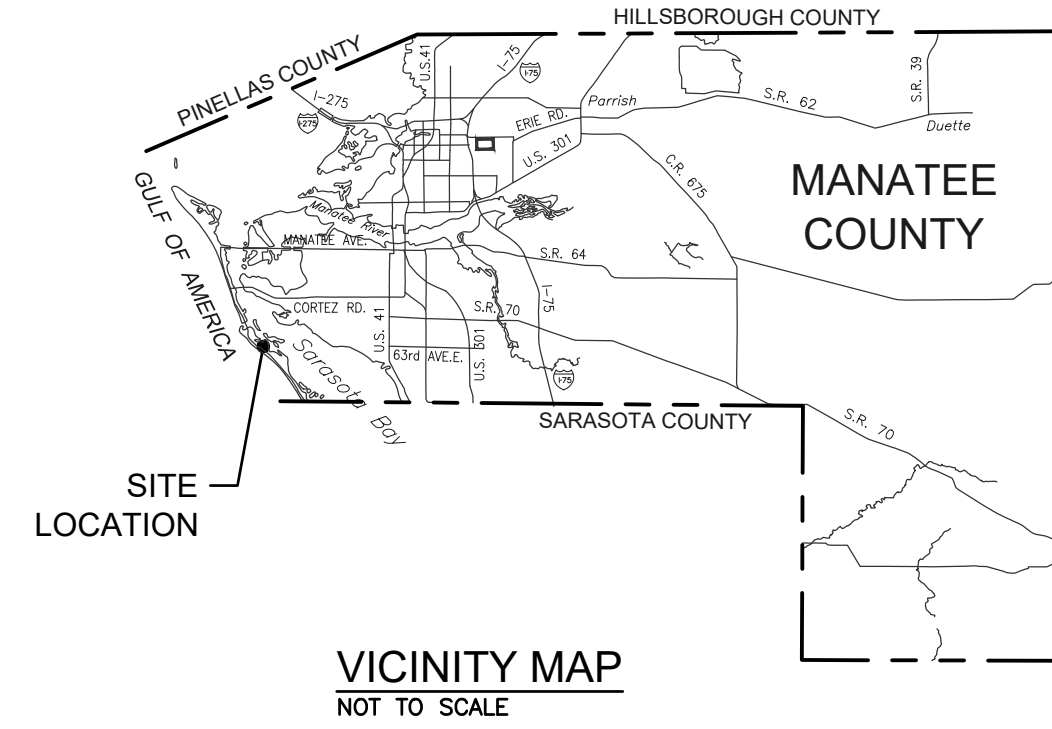 HILLSBOROUGH COUNTY
PINELLAS COUNTY
U.S.41
I-75
I-75
S.R. 39
I-275
I-275
Parrish
S.R. 62
ERIE RD.
Duette
U.S. 301
C.R. 675
MANATEE
COUNTY
GULF OF AMERICA
Manatee River
MANATEE AVE.
S.R. 64
I-75
CORTEZ RD.
S.R. 70
U.S. 41
Sarasota Bay
63rd AVE.E.
U.S. 301
I-75
SARASOTA COUNTY
S.R. 70
SITE
LOCATION
VICINITY MAP
NOT TO SCALE